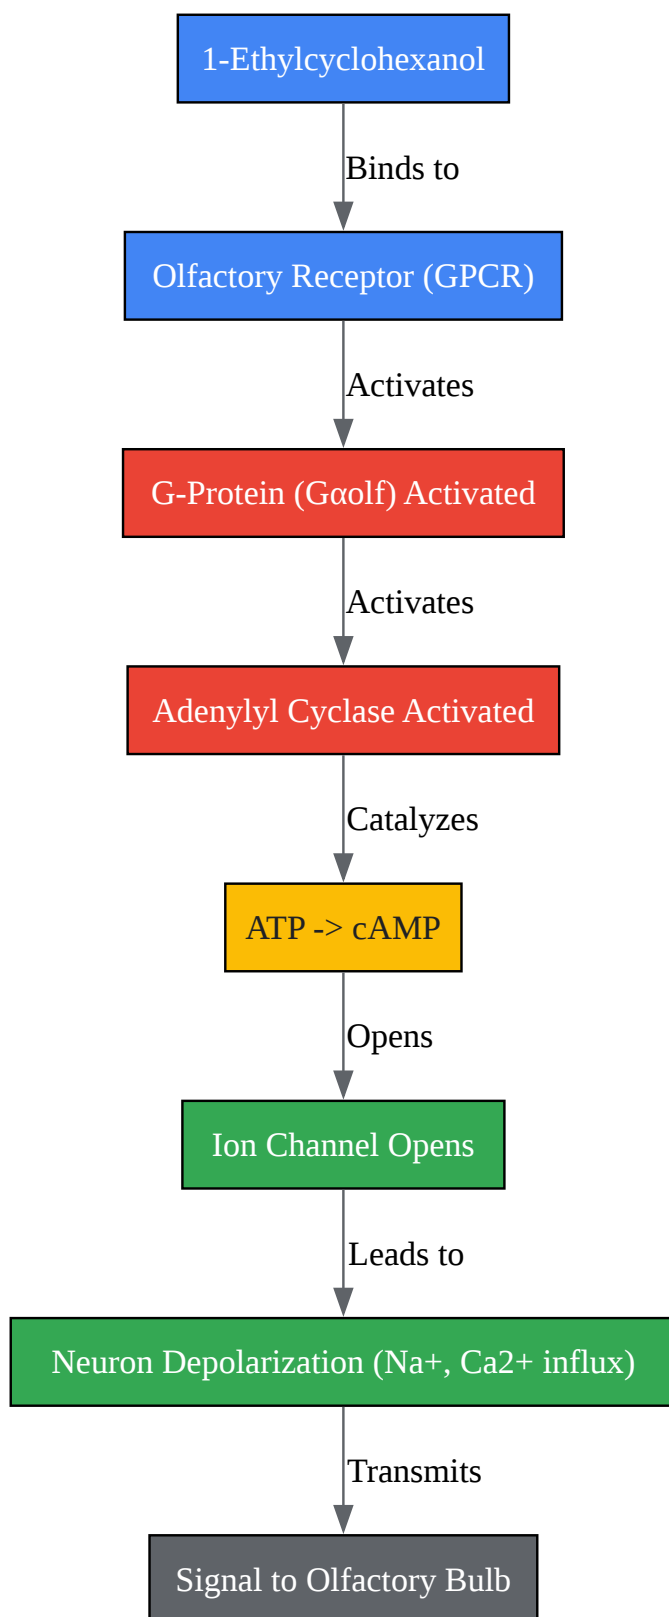 1-Ethylcyclohexanol
Binds to
Olfactory Receptor (GPCR)
Activates
G-Protein (Gαolf) Activated
Activates
Adenylyl Cyclase Activated
Catalyzes
ATP -> cAMP
Opens
Ion Channel Opens
Leads to
Neuron Depolarization (Na+, Ca2+ influx)
Transmits
Signal to Olfactory Bulb